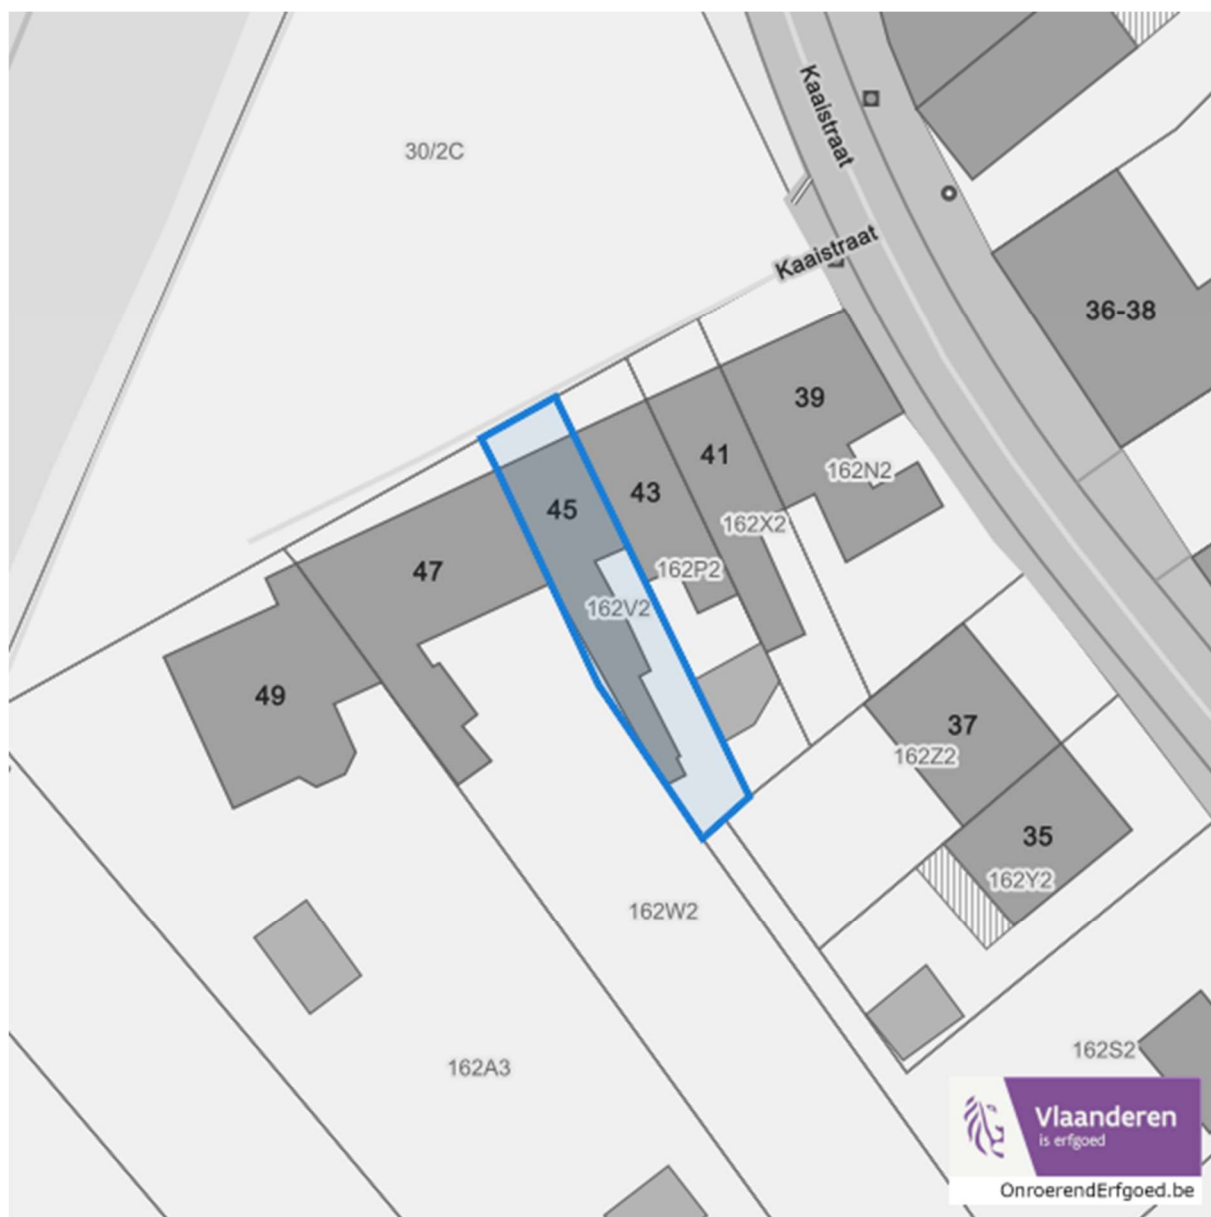 Kaaistraat
30/2C
Kaaistraat
36-38
39
41
162N2
43
45
162X2
47
162P2
162V2
49
37
162Z2
35
162Y2
162W2
162S2
162A3
Vlaanderen
is erfgoed
OnroerendErfgoed.be